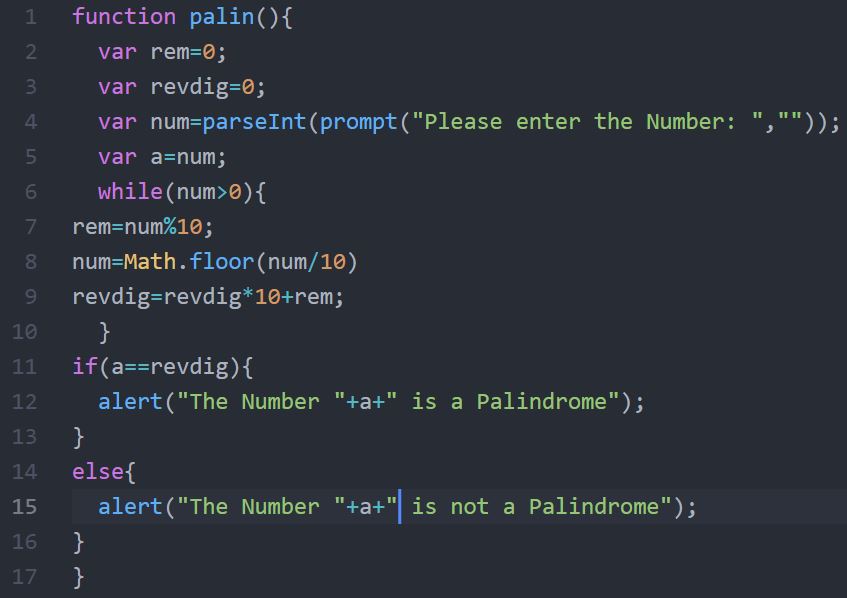 1 function palin(){
2   var rem=0;
3   var revdig=0;
4   var num=parseInt(prompt("Please enter the Number: ",""));
5   var a=num;
6   while(num>0){
7 rem=num%10;
8 num=Math.floor(num/10)
9 revdig=revdig*10+rem;
10   }
11 if(a==revdig){
12   alert("The Number "+a+" is a Palindrome");
13 }
14 else{
15   alert("The Number "+a+" is not a Palindrome");
16 }
17 }